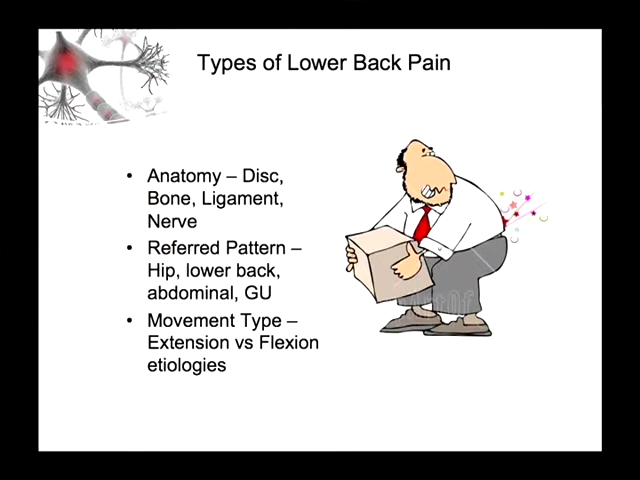 Types of Lower Back Pain
• Anatomy – Disc,
Bone, Ligament,
Nerve
• Referred Pattern –
Hip, lower back,
abdominal, GU
• Movement Type –
Extension vs Flexion
etiologies